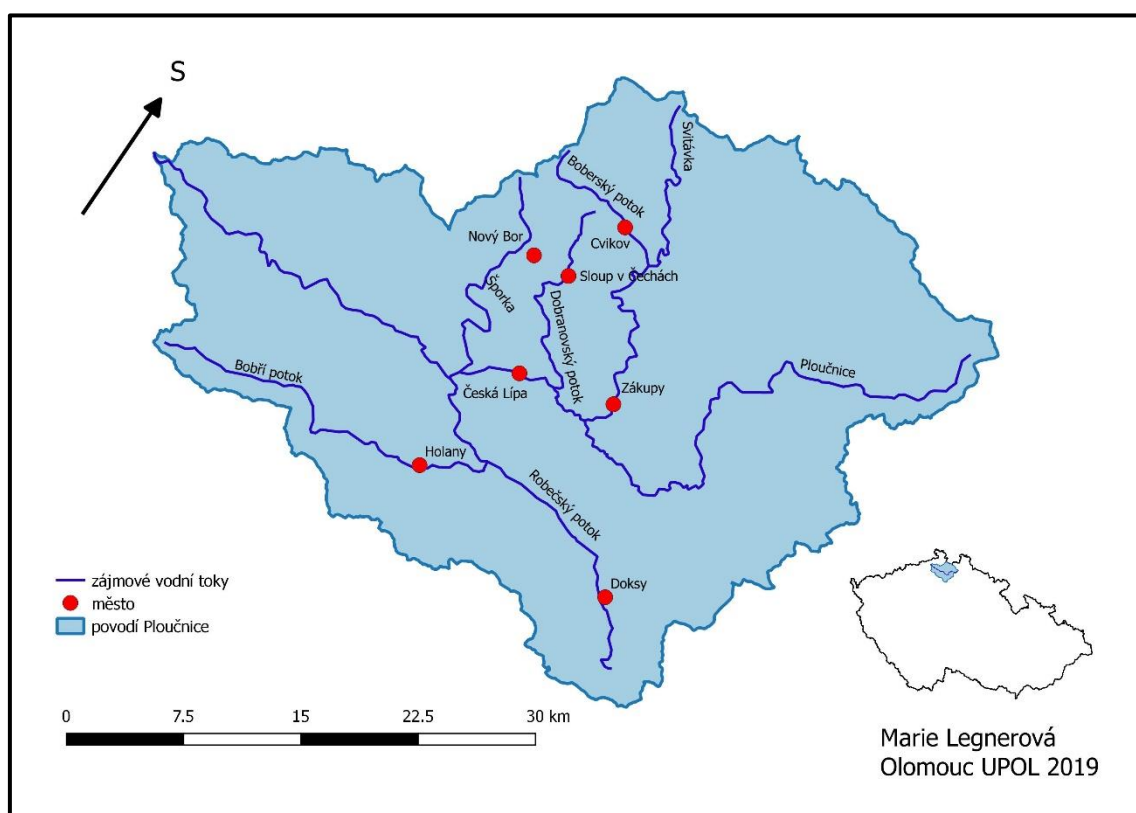 S
Svitávka
Boberský potok
Nový Bor
Cvikov
Sloup v Čechách
Šporka
Dobranovský potok
Ploučnice
Bobří potok
Česká Lípa
Zákupy
Holany
Robečský potok
Doksy
zájmové vodní toky
město
povodí Ploučnice
0 7.5 15 22.5 30 km
Marie Legnerová
Olomouc UPOL 2019